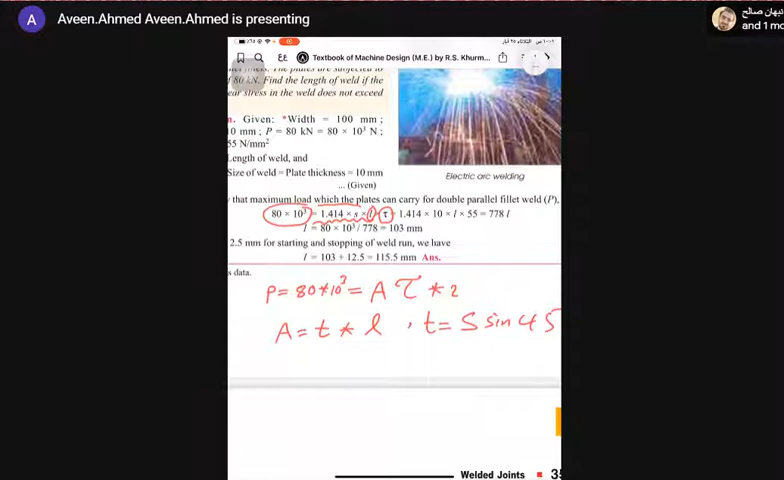 A Aveen.Ahmed Aveen.Ahmed is presenting
نبهان صالح
and 1 mo
Textbook of Machine Design (M.E.) by R.S. Khurm...
f 80 kN. Find the length of weld if the
ear stress in the weld does not exceed
n. Given: *Width = 100 mm ;
0 mm ; P = 80 kN = 80 × 10³ N ;
55 N/mm²
Length of weld, and
Size of weld = Plate thickness = 10 mm
... (Given)
Electric arc welding
that maximum load which the plates can carry for double parallel fillet weld (P),
80 × 10³ = 1.414 × s × l × τ = 1.414 × 10 × l × 55 = 778 l
l = 80 × 10³ / 778 = 103 mm
2.5 mm for starting and stopping of weld run, we have
l = 103 + 12.5 = 115.5 mm Ans.
s data.
P = 80 * 10³ = A τ * 2
A = t * l , t = S sin 45
Welded Joints ■ 35